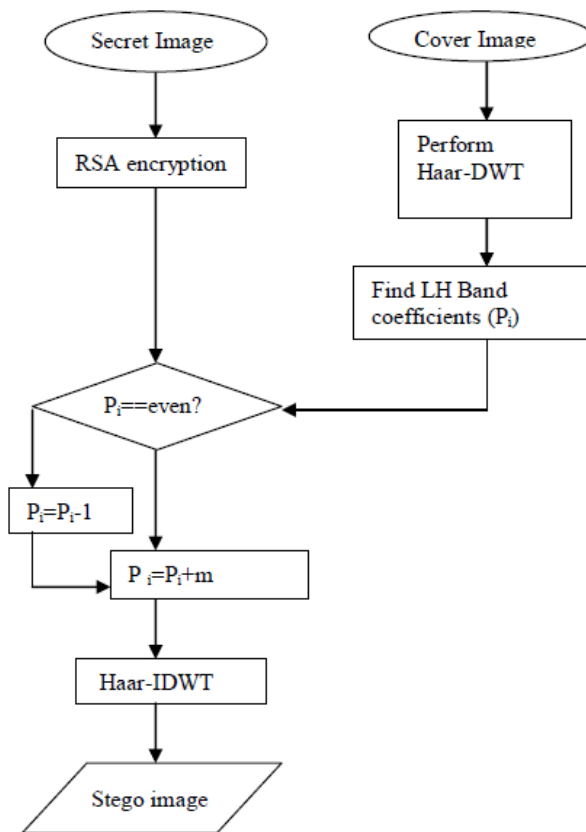 Secret Image
Cover Image
RSA encryption
Perform
Haar-DWT
Find LH Band
coefficients (Pᵢ)
Pᵢ==even?
Pᵢ=Pᵢ-1
P ᵢ=Pᵢ+m
Haar-IDWT
Stego image